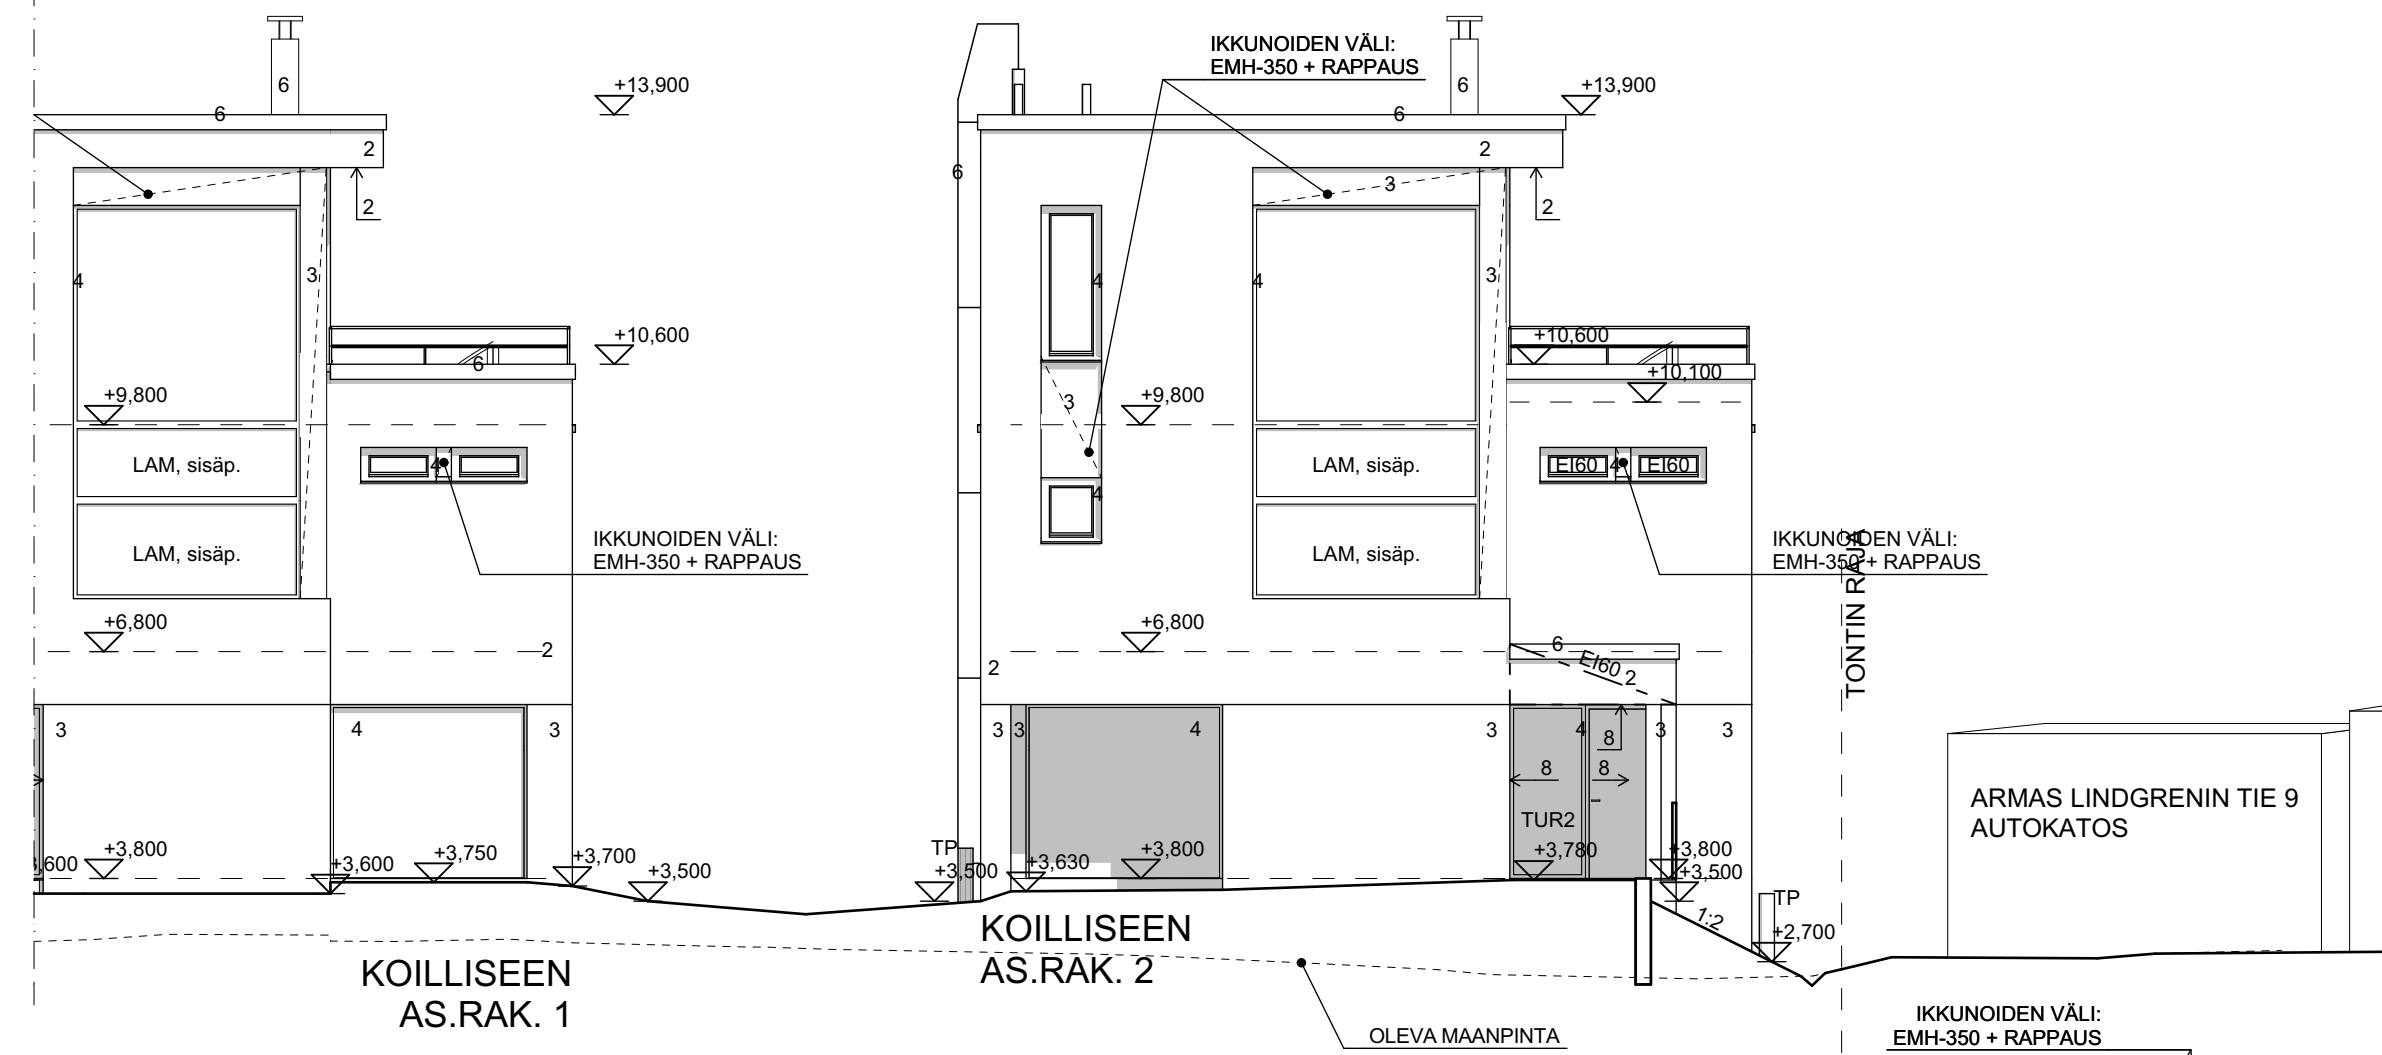 IKKUNOIDEN VÄLI:
EMH-350 + RAPPAUS
6
+13,900
6
+13,900
6
6
2
2
6
3
2
2
3
4
3
4
4
+10,600
+10,600
6
+10,100
+9,800
3
+9,800
LAM, sisäp.
4
LAM, sisäp.
EI60
4
EI60
4
IKKUNOIDEN VÄLI:
EMH-350 + RAPPAUS
IKKUNOIDEN VÄLI:
EMH-350 + RAPPAUS
LAM, sisäp.
LAM, sisäp.
TONTIN RAJA
+6,800
+6,800
2
2
6
EI60
2
3
4
3
3
3
4
3
4
8
3
3
8
8
ARMAS LINDGRENIN TIE 9
AUTOKATOS
TUR2
,600
+3,800
+3,600
+3,750
+3,700
+3,500
TP
+3,500
+3,630
+3,800
+3,780
+3,800
+3,500
TP
1:2
+2,700
KOILLISEEN
AS.RAK. 1
KOILLISEEN
AS.RAK. 2
OLEVA MAANPINTA
IKKUNOIDEN VÄLI:
EMH-350 + RAPPAUS